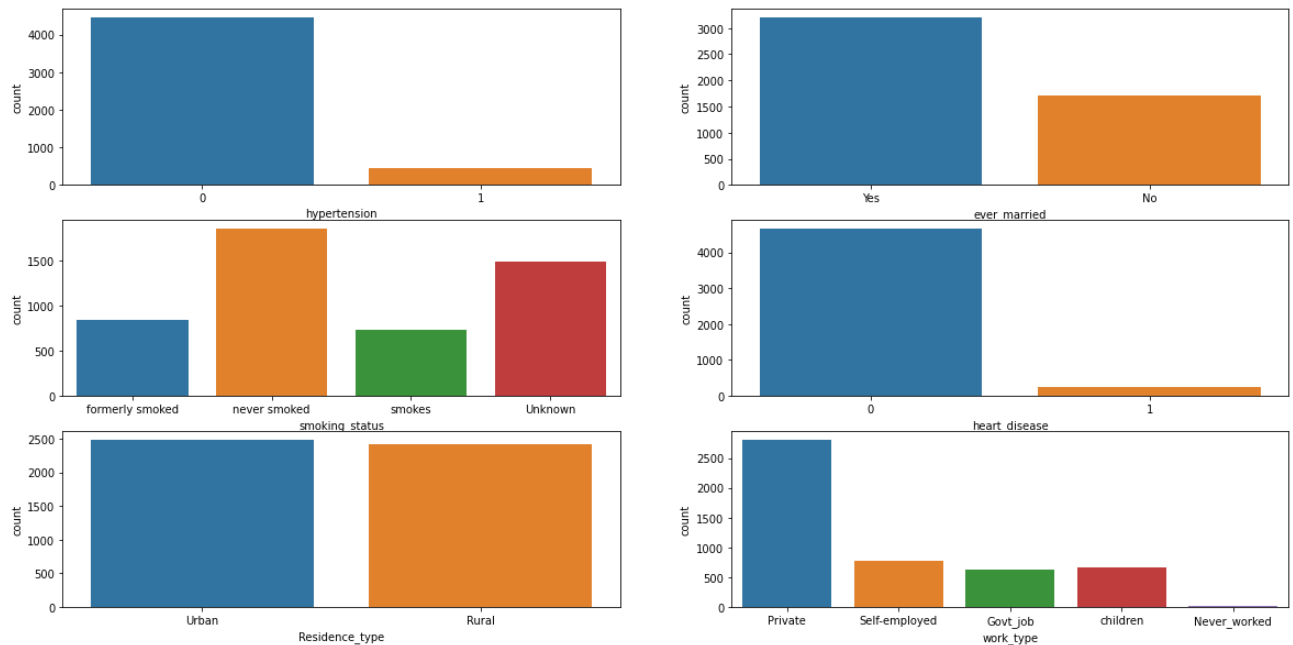 4000
3000
2000
1000
0
count
0 1
hypertension
3000
2500
2000
1500
1000
500
0
count
Yes No
ever_married
1500
1000
500
0
count
formerly smoked never smoked smokes Unknown
smoking_status
4000
3000
2000
1000
0
count
0 1
heart_disease
2500
2000
1500
1000
500
0
count
Urban Rural
Residence_type
2500
2000
1500
1000
500
0
count
Private Self-employed Govt_job children Never_worked
work_type